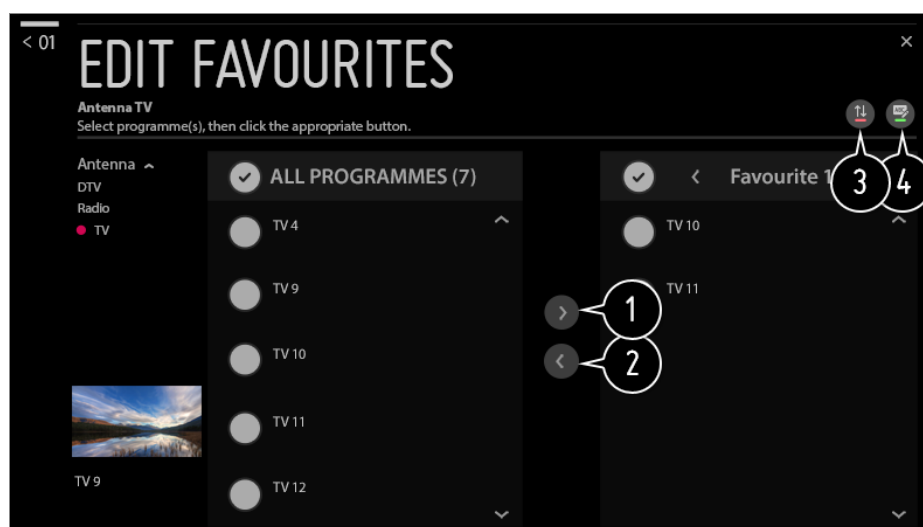 < 01
EDIT FAVOURITES
Antenna TV
Select programme(s), then click the appropriate button.
Antenna
DTV
Radio
TV
ALL PROGRAMMES (7)
TV 4
TV 9
TV 10
TV 11
TV 12
Favourite 1
TV 10
TV 11
1
2
3
4
TV 9